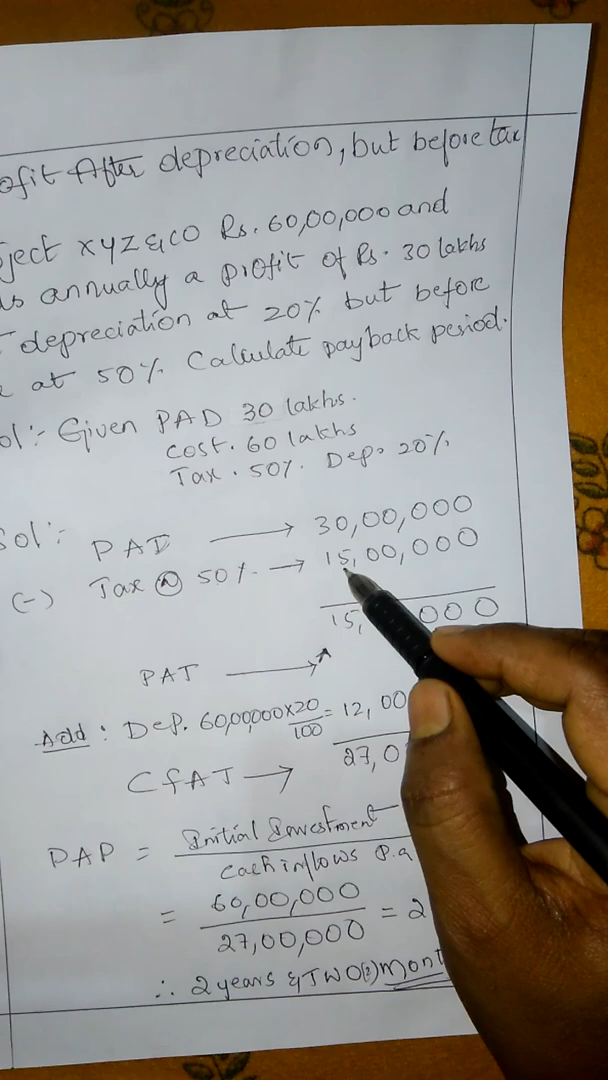 ofit After depreciation, but before tax
ject XYZ & CO Rs. 60,00,000 and
s annually a profit of Rs. 30 lakhs
depreciation at 20% but before
at 50% Calculate payback period.
ol:- Given PAD 30 lakhs.
Cost. 60 lakhs
Tax. 50%. Dep. 20%
Sol:-
PAD → 30,00,000
(-) Tax @ 50%. → 15,00,000
15, 000
PAT →
Add: Dep. 60,00,000×20/100 = 12,00
CFAT → 27,0
PAP = Initial Investment / Cash inflows P.a
= 60,00,000 / 27,00,000 = 2
∴ 2 years & TWO(2) Mont